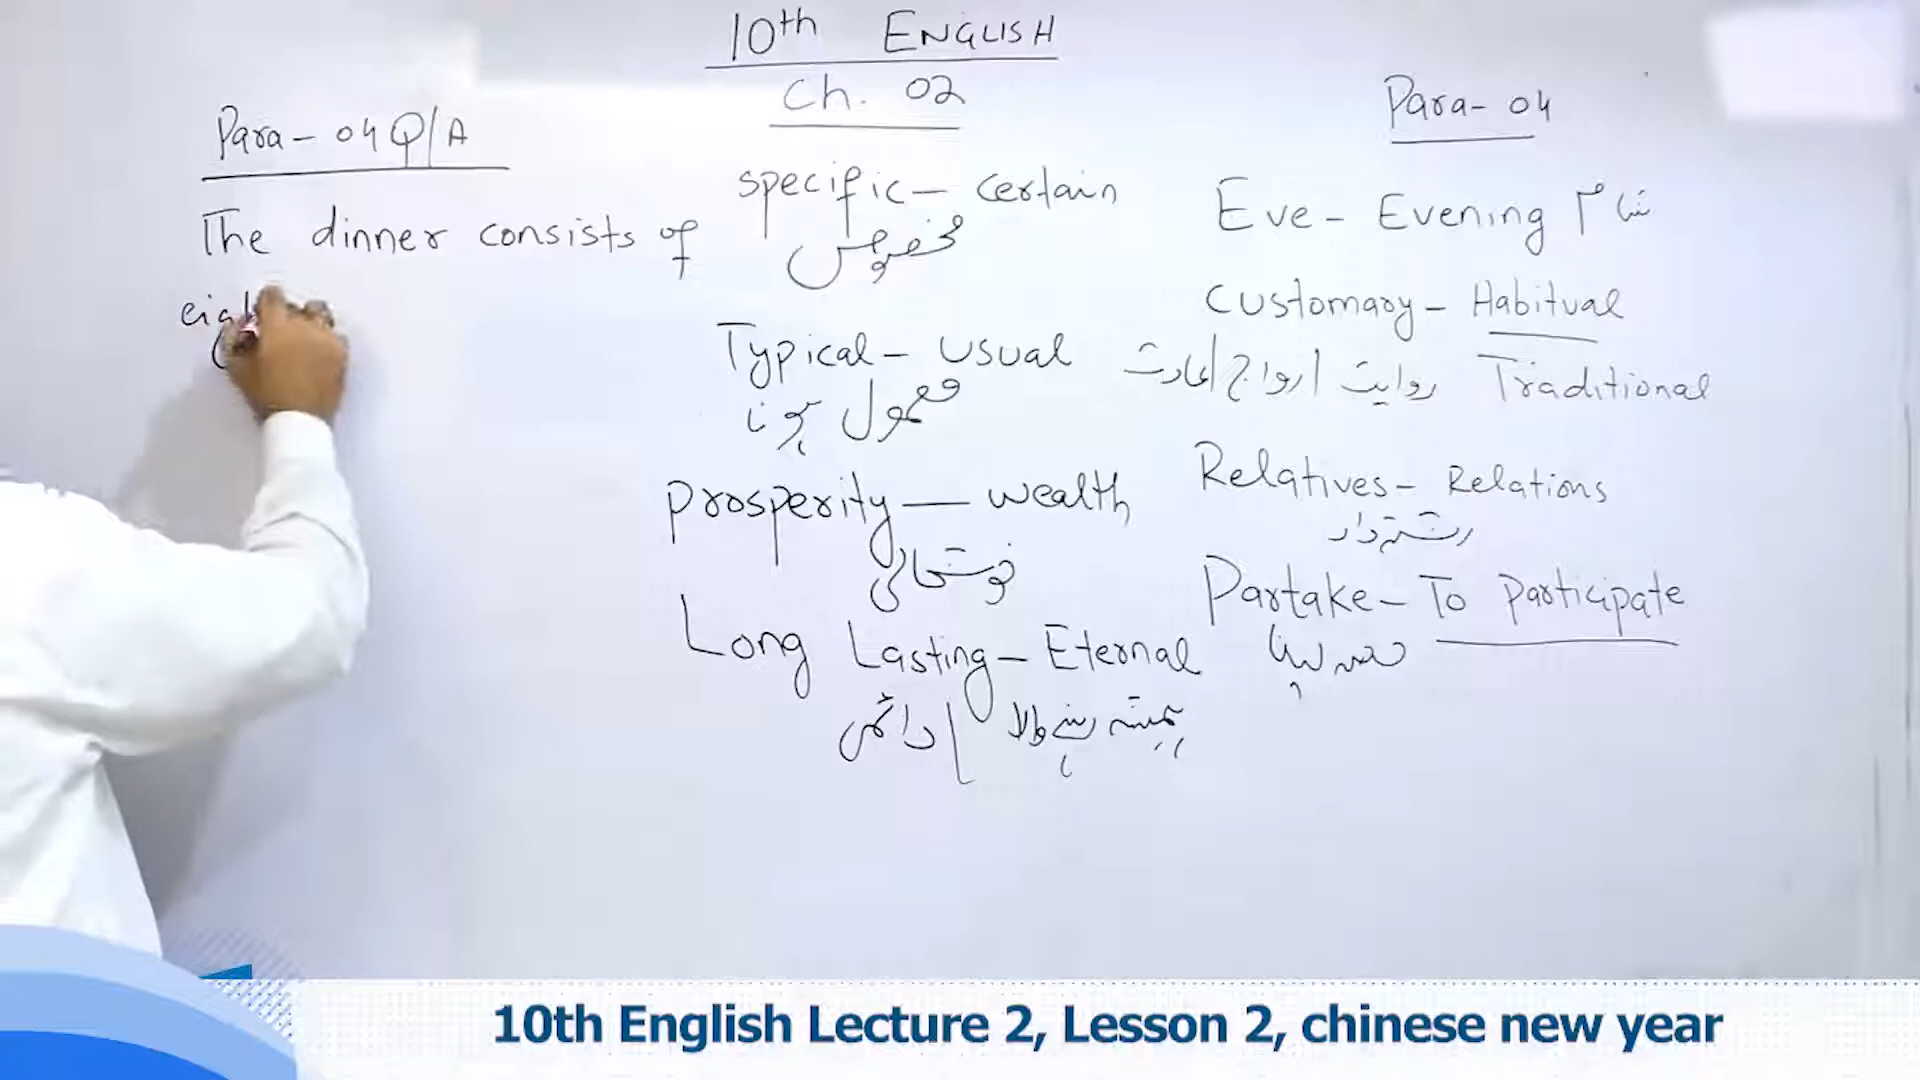 10th ENGLISH
Ch. 02
Para - 04 Q/A
The dinner consists of
eigh
specific - certain
مخصوص
Typical - usual
معمول ہونا
prosperity - wealth
خوشحالی
Long Lasting - Eternal
ہمیشہ رہنے والا / دائمی
Para - 04
Eve - Evening شام
Customary - Habitual
روایت / رواج / عادت Traditional
Relatives - Relations
رشتہ دار
Partake - To participate
حصہ لینا
10th English Lecture 2, Lesson 2, chinese new year